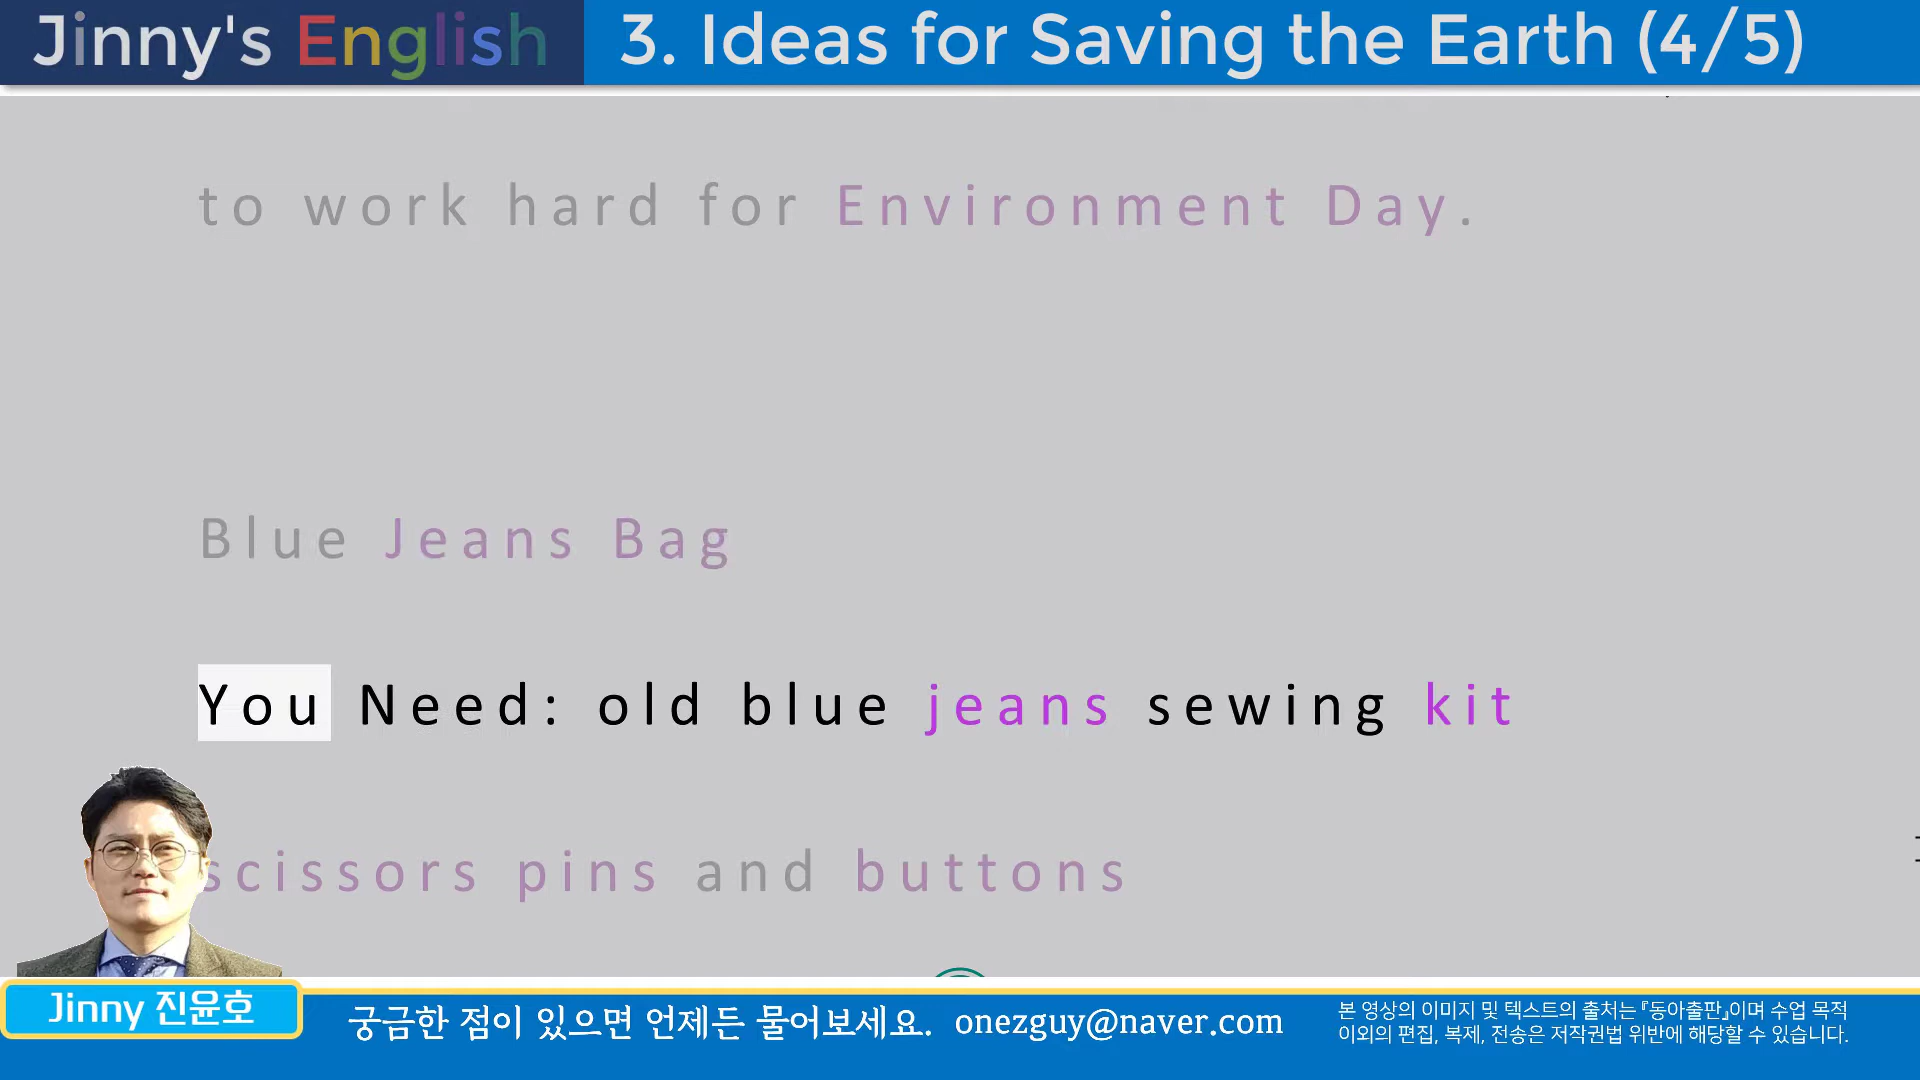 Jinny's English
3. Ideas for Saving the Earth (4/5)
to work hard for Environment Day.
Blue Jeans Bag
You Need: old blue jeans sewing kit
scissors pins and buttons
Jinny 진윤호
궁금한 점이 있으면 언제든 물어보세요. onezguy@naver.com
본 영상의 이미지 및 텍스트의 출처는 『동아출판』이며 수업 목적
이외의 편집, 복제, 전송은 저작권법 위반에 해당할 수 있습니다.